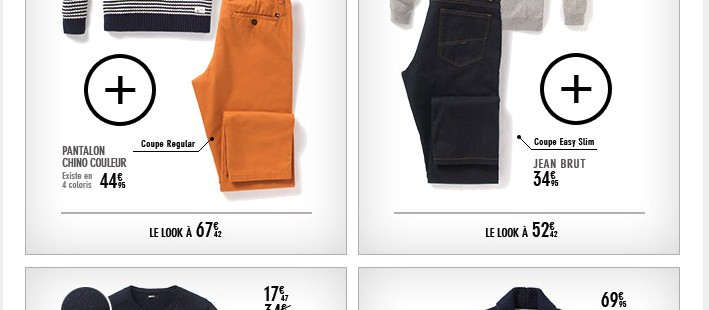 Coupe Regular
PANTALON
CHINO COULEUR
Existe en
4 coloris 44€95
LE LOOK À 67€42
Coupe Easy Slim
JEAN BRUT
34€95
LE LOOK À 52€42
17€47
69€95